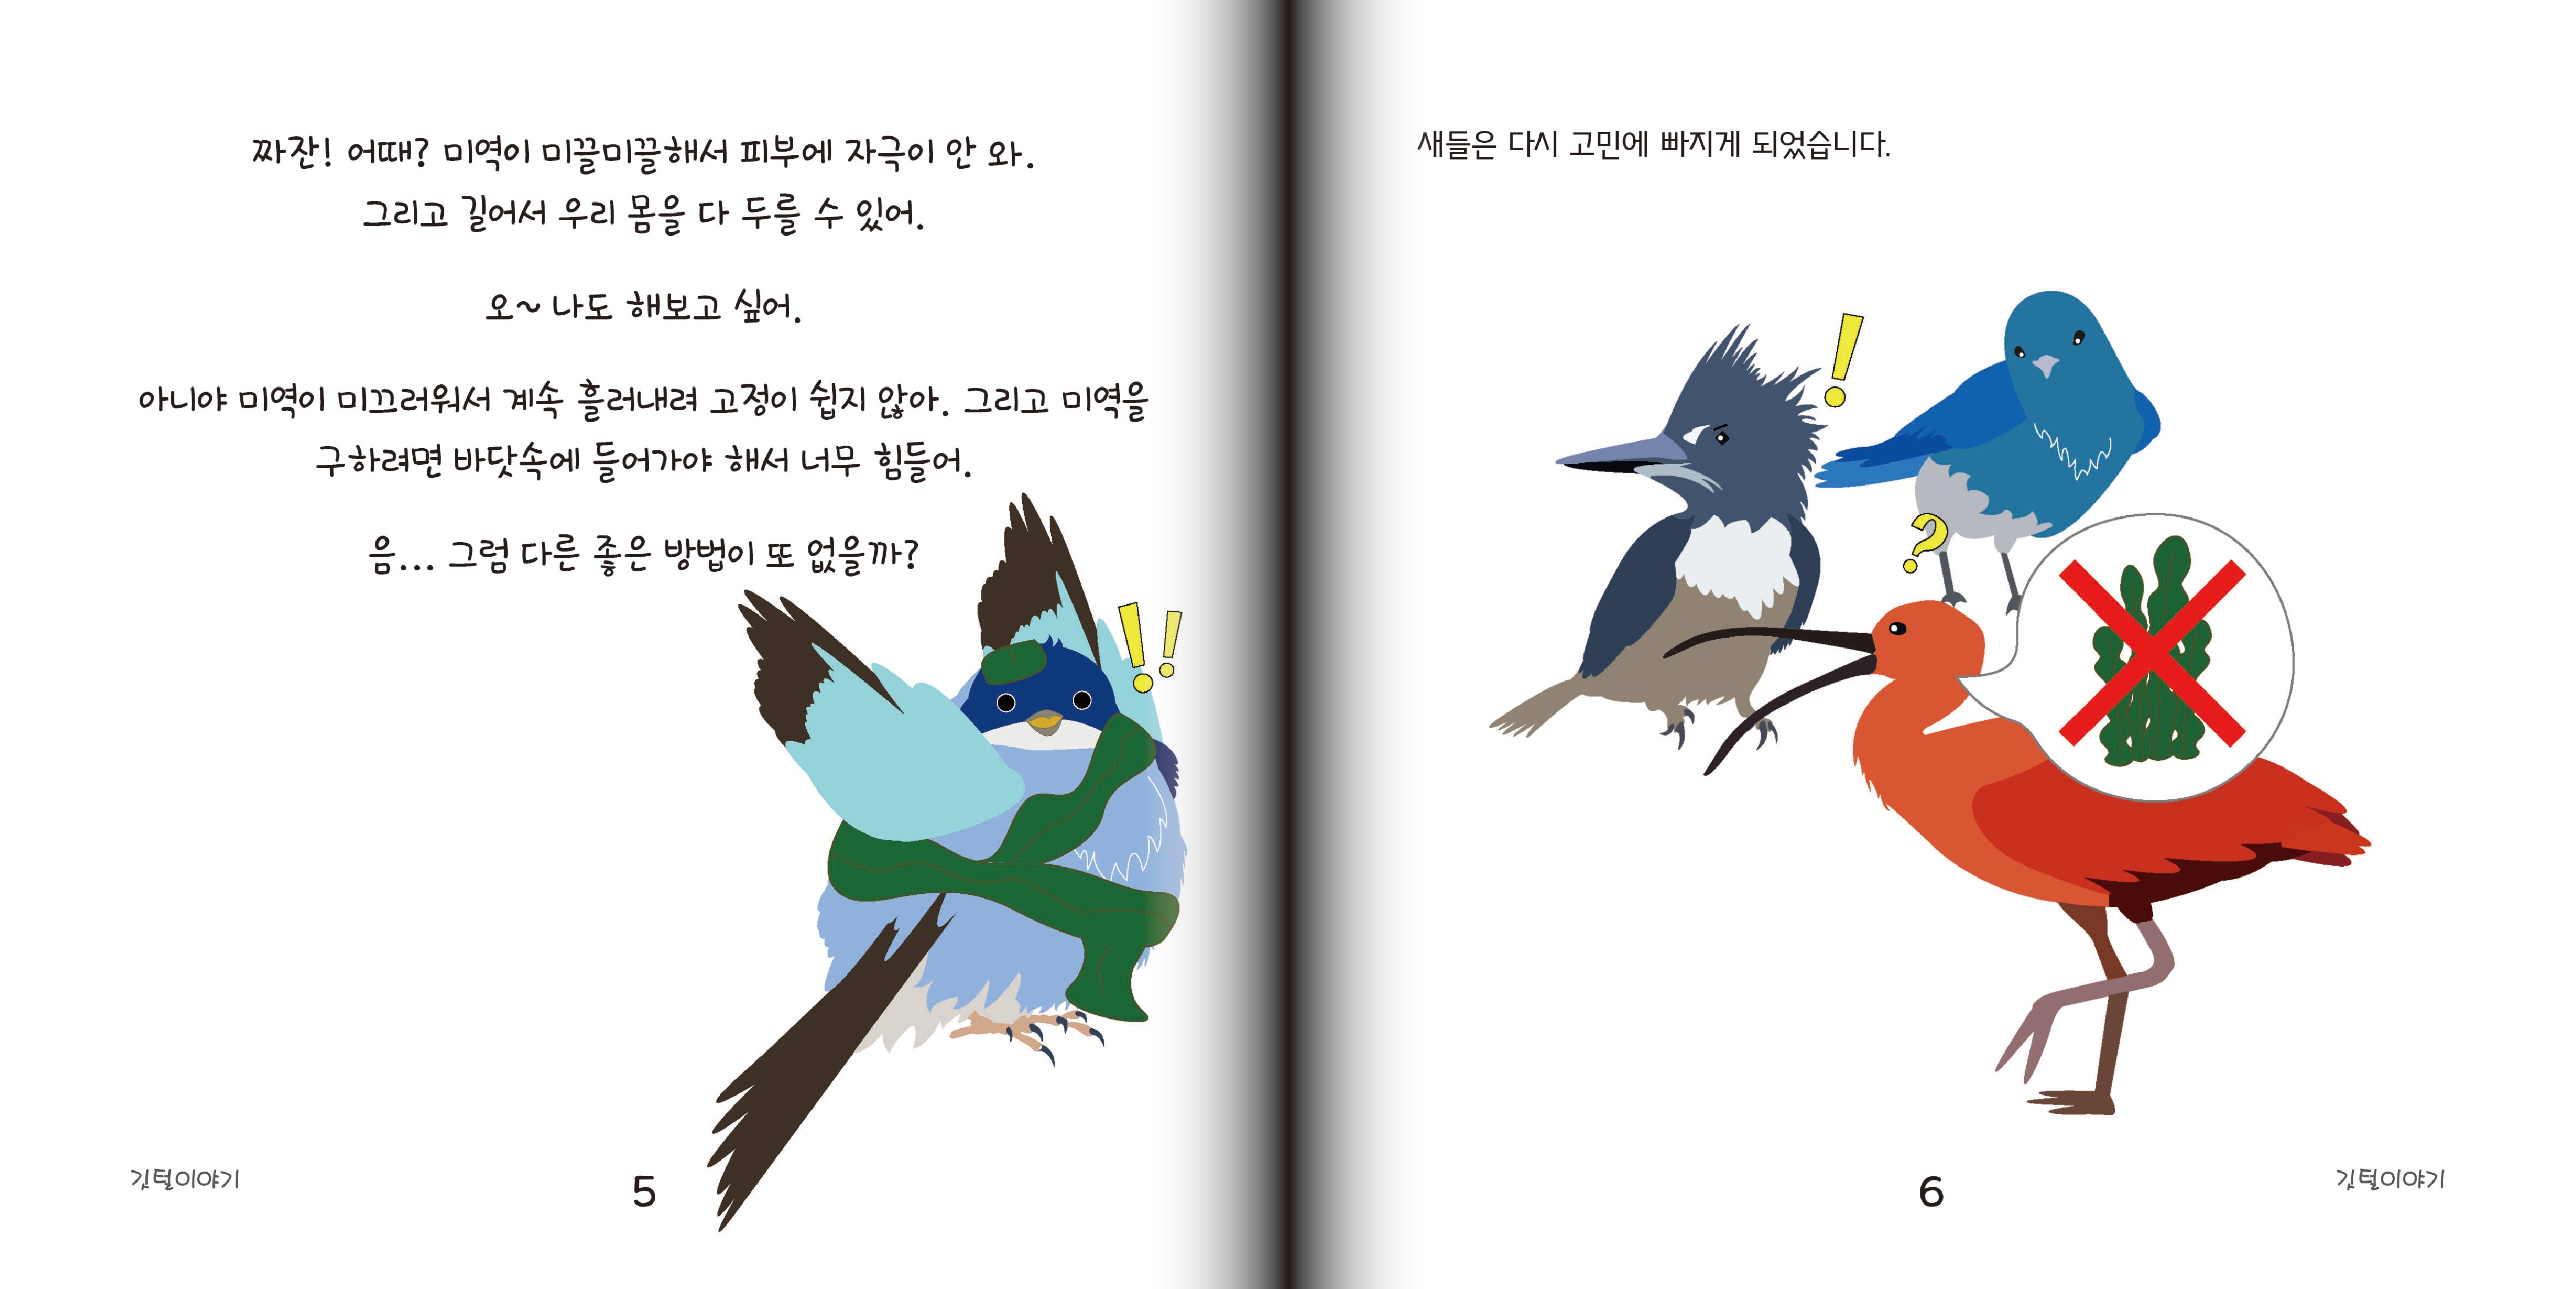 짜잔! 어때? 미역이 미끌미끌해서 피부에 자극이 안 와.
그리고 길어서 우리 몸을 다 두를 수 있어.
오~ 나도 해보고 싶어.
아니야 미역이 미끄러워서 계속 흘러내려 고정이 쉽지 않아. 그리고 미역을
구하려면 바닷속에 들어가야 해서 너무 힘들어.
음... 그럼 다른 좋은 방법이 또 없을까?
!!
깃털이야기
5
새들은 다시 고민에 빠지게 되었습니다.
!
?
6
깃털이야기